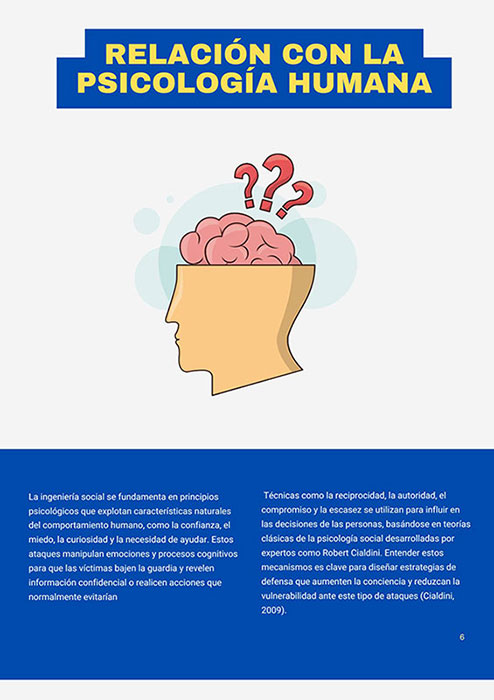 RELACIÓN CON LA
PSICOLOGÍA HUMANA
???
La ingeniería social se fundamenta en principios
psicológicos que explotan características naturales
del comportamiento humano, como la confianza, el
miedo, la curiosidad y la necesidad de ayudar. Estos
ataques manipulan emociones y procesos cognitivos
para que las víctimas bajen la guardia y revelen
información confidencial o realicen acciones que
normalmente evitarían
Técnicas como la reciprocidad, la autoridad, el
compromiso y la escasez se utilizan para influir en
las decisiones de las personas, basándose en teorías
clásicas de la psicología social desarrolladas por
expertos como Robert Cialdini. Entender estos
mecanismos es clave para diseñar estrategias de
defensa que aumenten la conciencia y reduzcan la
vulnerabilidad ante este tipo de ataques (Cialdini,
2009).
6